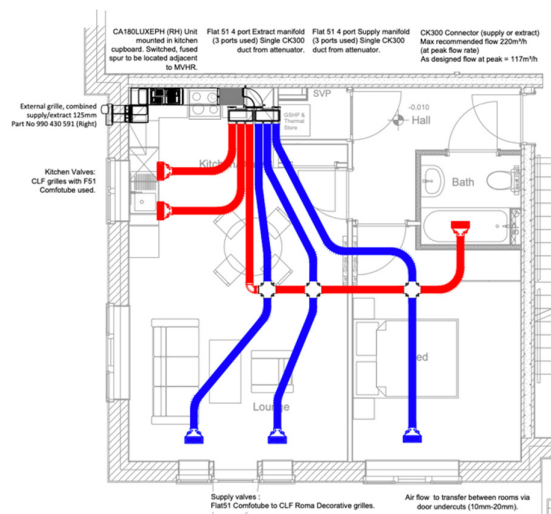 CA180LUXEPH (RH) Unit
mounted in kitchen
cupboard. Switched, fused
spur to be located adjacent
to MVHR.
Flat 51 4 port Extract manifold
(3 ports used) Single CK300
duct from attenuator.
Flat 51 4 port Supply manifold
(3 ports used) Single CK300
duct from attenuator.
CK300 Connector (supply or extract)
Max recommended flow 220m³/h
(at peak flow rate)
As designed flow at peak = 117m³/h
External grille, combined
supply/extract 125mm
Part No 990 430 591 (Right)
SVP
GSHP &
Thermal
Store
-0.010
Hall
Kitchen Valves:
CLF grilles with F51
Comfotube used.
Kitchen
Bath
Bed
Lounge
Supply valves :
Flat51 Comfotube to CLF Roma Decorative grilles.
Air flow to transfer between rooms via
door undercuts (10mm-20mm).